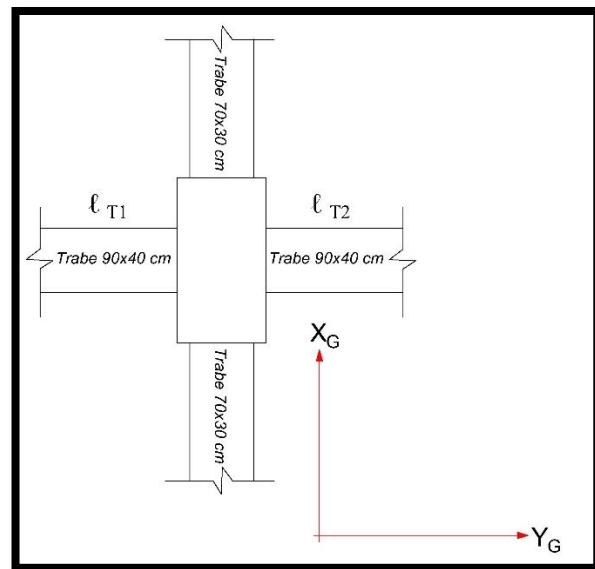 Trabe 70x30 cm
ℓ T1
ℓ T2
Trabe 90x40 cm
Trabe 90x40 cm
Trabe 70x30 cm
XG
YG